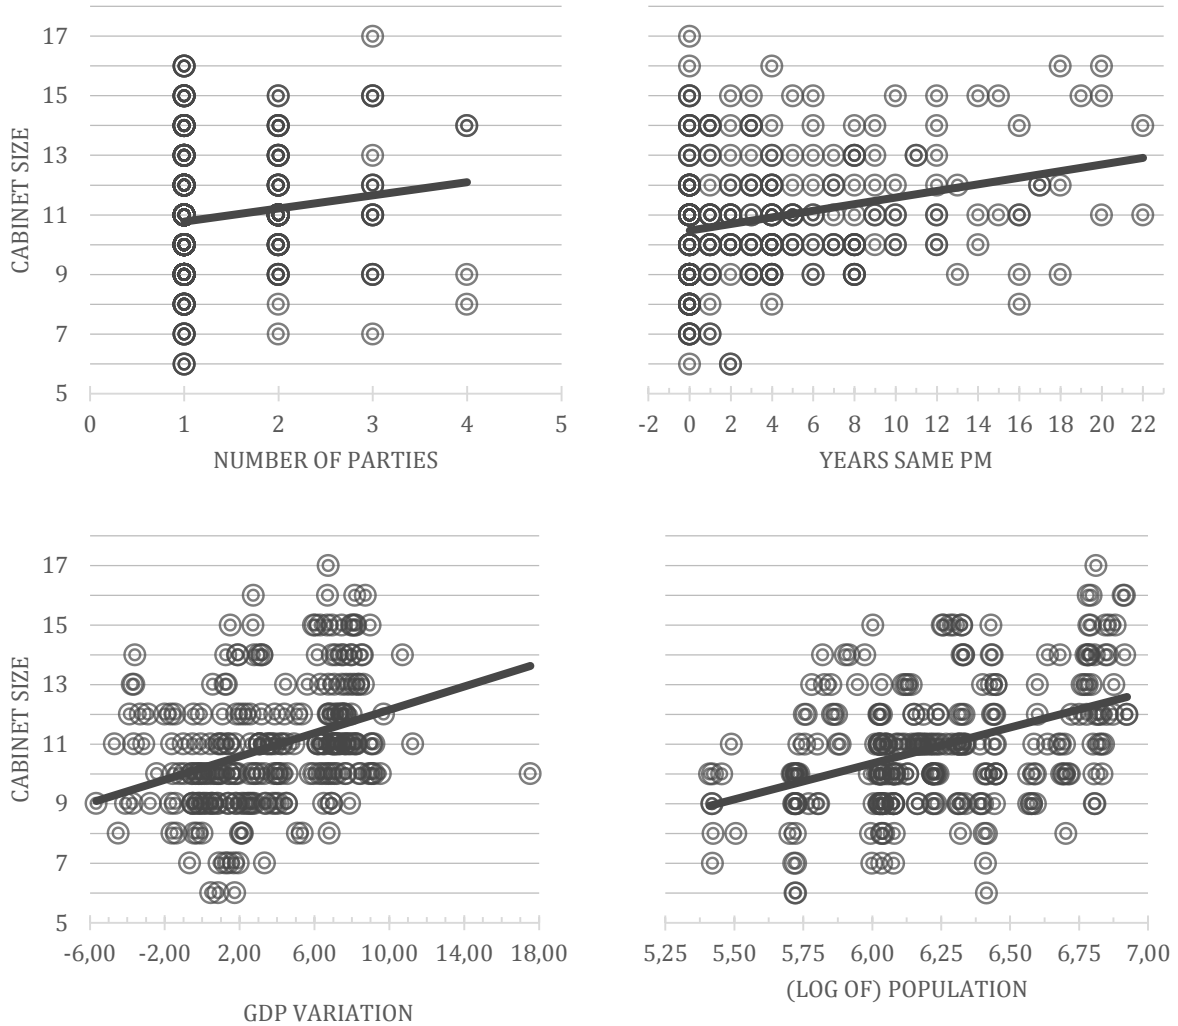 CABINET SIZE
17
15
13
11
9
7
5
0 1 2 3 4 5
NUMBER OF PARTIES
-2 0 2 4 6 8 10 12 14 16 18 20 22
YEARS SAME PM
CABINET SIZE
17
15
13
11
9
7
5
-6,00 -2,00 2,00 6,00 10,00 14,00 18,00
GDP VARIATION
5,25 5,50 5,75 6,00 6,25 6,50 6,75 7,00
(LOG OF) POPULATION